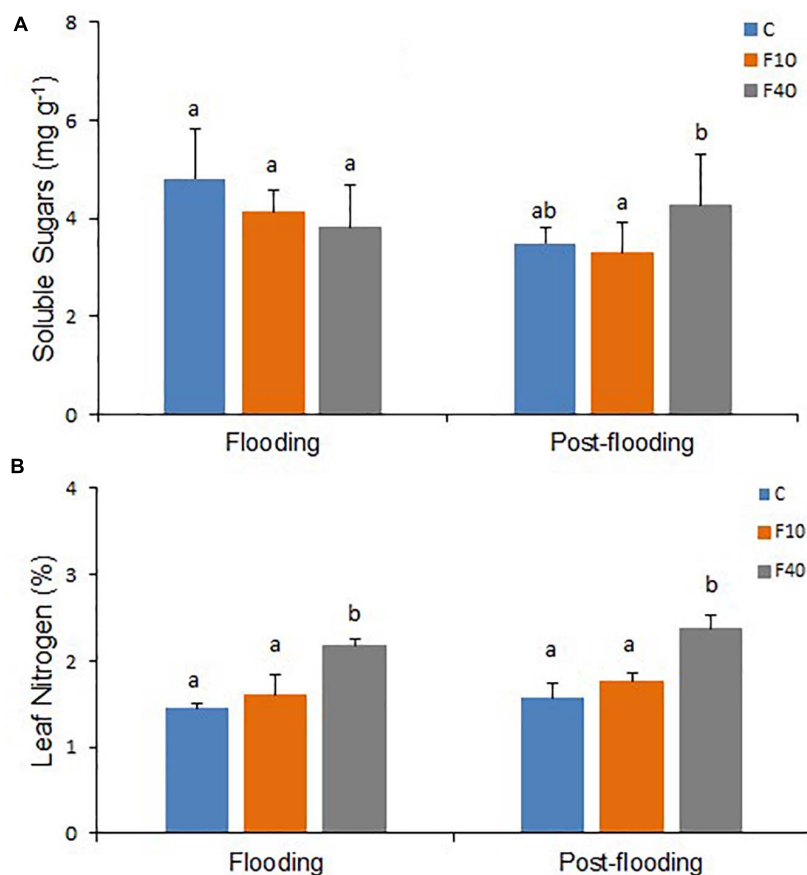 A
Soluble Sugars (mg g⁻¹)
8
6
4
2
0
C
F10
F40
a
a
a
ab
a
b
Flooding
Post-flooding
B
Leaf Nitrogen (%)
4
3
2
1
0
C
F10
F40
a
a
b
a
a
b
Flooding
Post-flooding